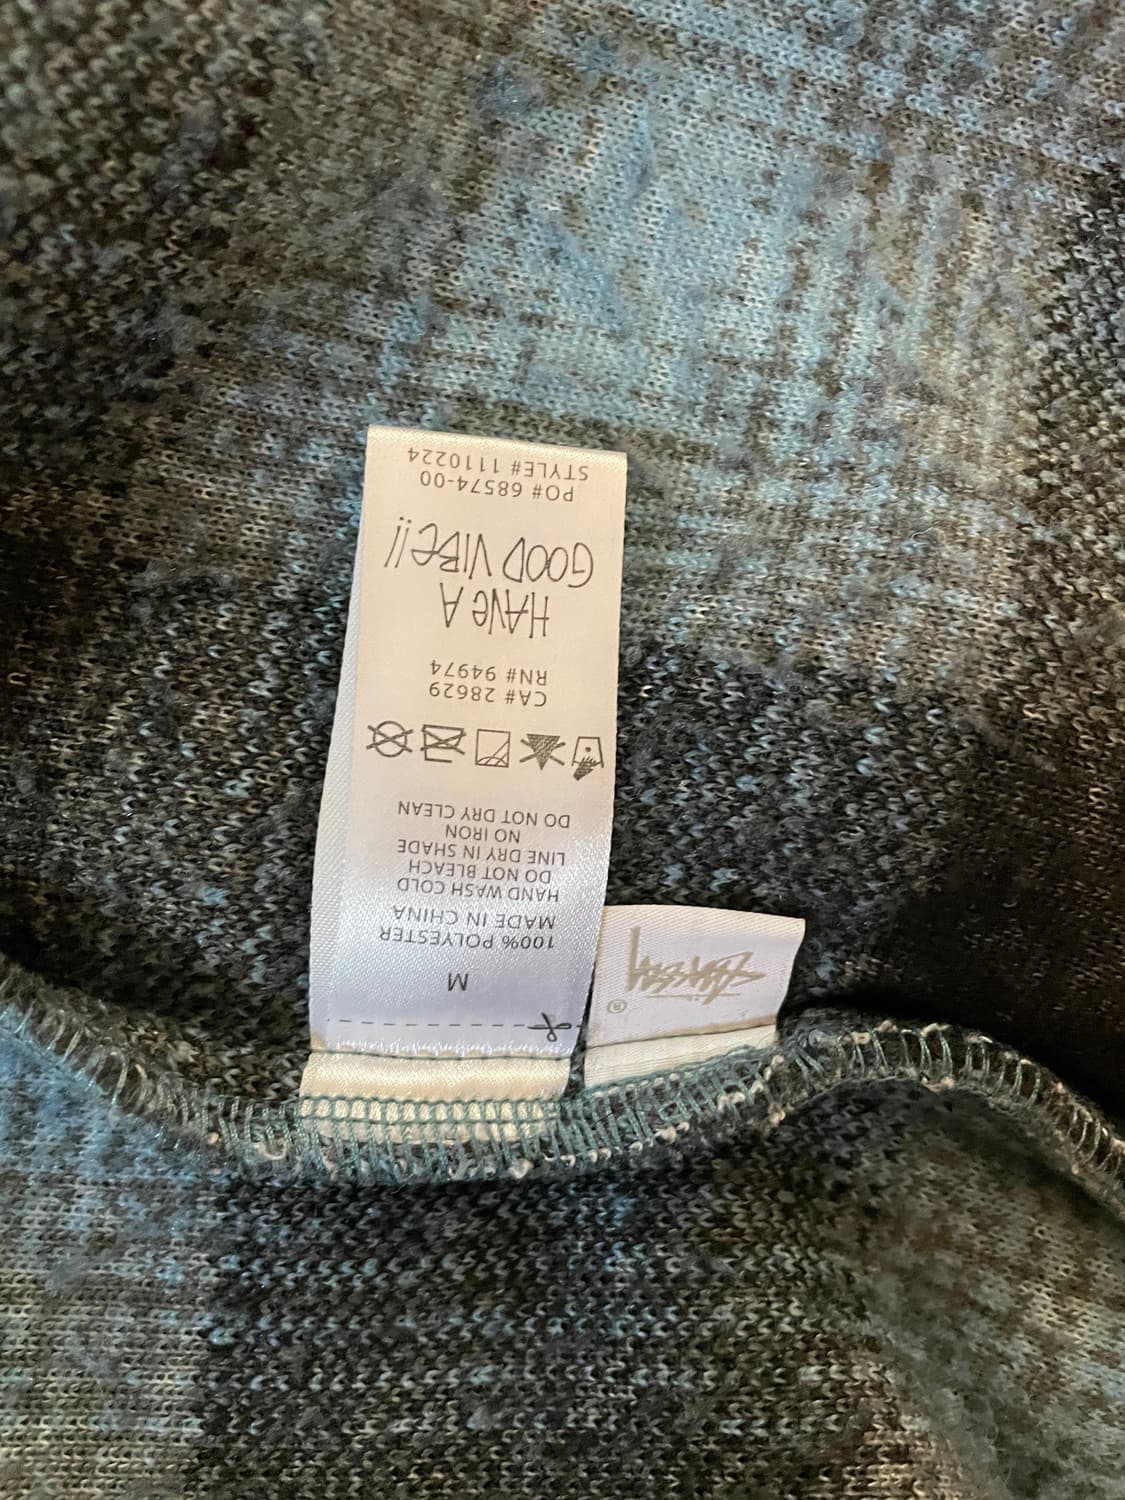 M
100% POLYESTER
MADE IN CHINA
HAND WASH COLD
DO NOT BLEACH
LINE DRY IN SHADE
NO IRON
DO NOT DRY CLEAN
CA# 28629
RN# 94974
HAVE A
GOOD VIBE!!
PO# 68574-00
STYLE# 1110224
Stüssy
®